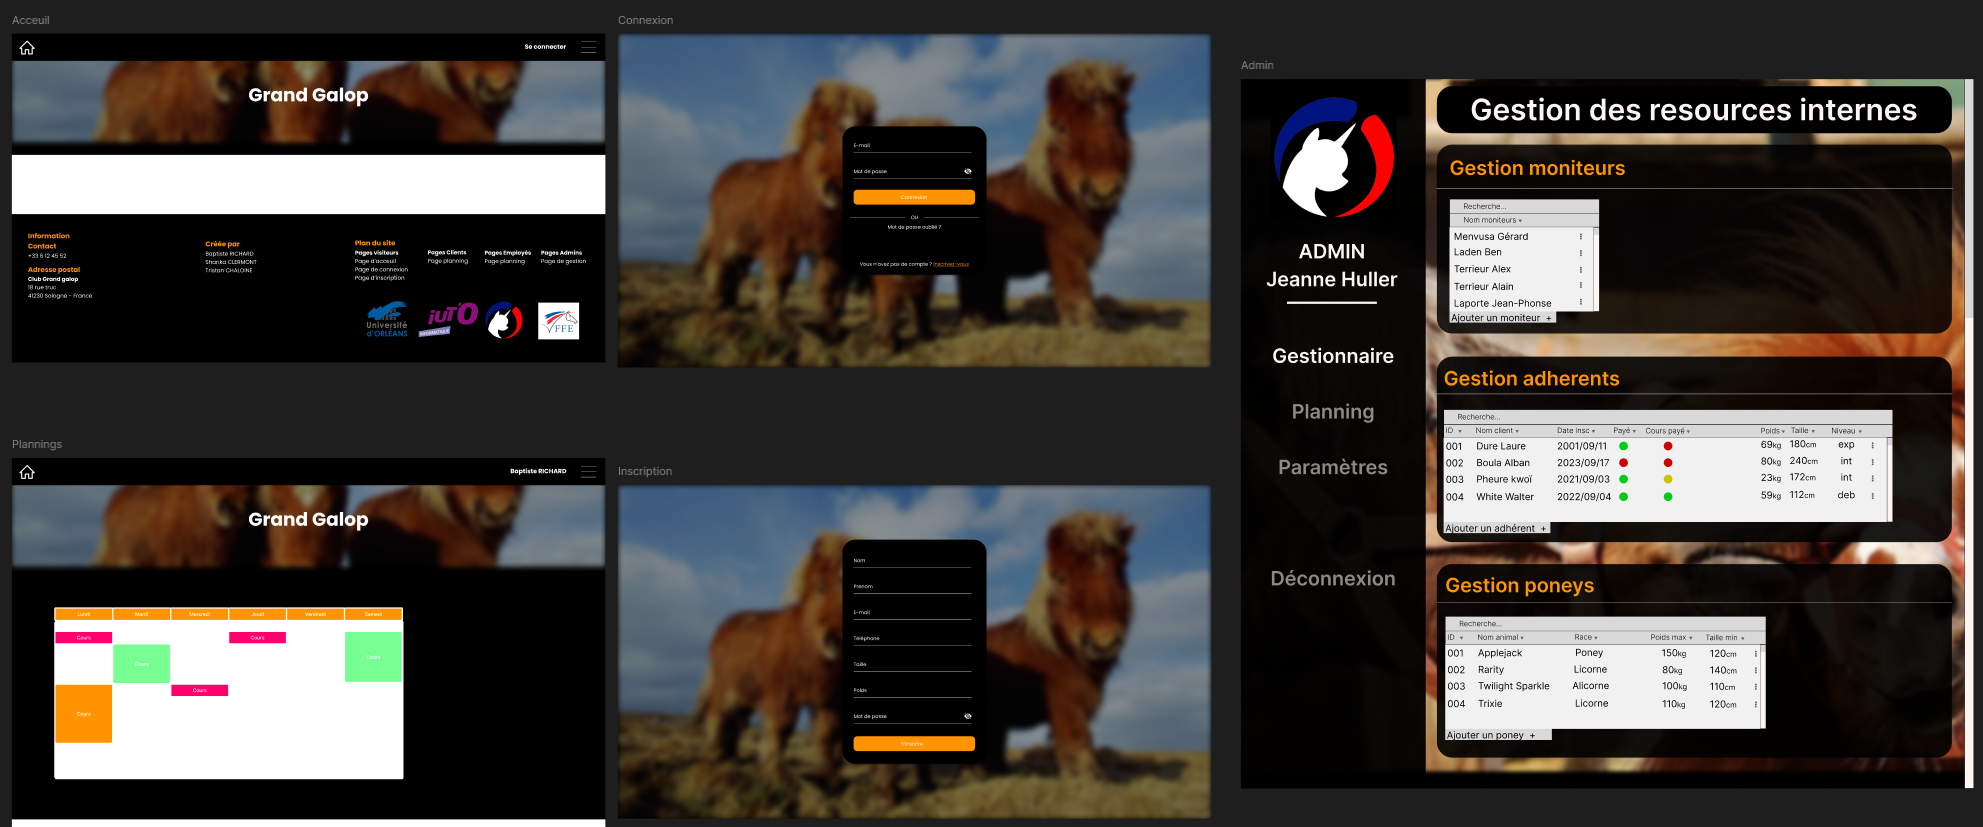 Acceuil
Se connecter
Grand Galop
Information
Contact
+33 6 12 45 52
Adresse postal
Club Grand galop
18 rue truc
41230 Sologne - France
Créée par
Baptiste RICHARD
Shanka CLERMONT
Tristan CHALOINE
Plan du site
Pages visiteurs
Page d'acceuil
Page de connexion
Page d'inscription
Pages Clients
Page planning
Pages Employés
Page planning
Pages Admins
Page de gestion
Université
d'ORLÉANS
iUTO
INFORMATIQUE
FFE
Connexion
E-mail
Mot de passe
Connexion
OU
Mot de passe oublié ?
Vous n'avez pas de compte ? Inscrivez-vous
Plannings
Baptiste RICHARD
Grand Galop
Lundi Mardi Mercredi Jeudi Vendredi Samedi
Cours Cours
Cours Cours
Cours
Cours
Inscription
Nom
Prenom
E-mail
Téléphone
Taille
Poids
Mot de passe
S'inscrire
Admin
ADMIN
Jeanne Huller
Gestionnaire
Planning
Paramètres
Déconnexion
Gestion des resources internes
Gestion moniteurs
Recherche...
Nom moniteurs
Menvusa Gérard
Laden Ben
Terrieur Alex
Terrieur Alain
Laporte Jean-Phonse
Ajouter un moniteur +
Gestion adherents
Recherche...
ID Nom client Date insc Payé Cours payé Poids Taille Niveau
001 Dure Laure 2001/09/11 69kg 180cm exp
002 Boula Alban 2023/09/17 80kg 240cm int
003 Pheure kwoï 2021/09/03 23kg 172cm int
004 White Walter 2022/09/04 59kg 112cm deb
Ajouter un adhérent +
Gestion poneys
Recherche...
ID Nom animal Race Poids max Taille min
001 Applejack Poney 150kg 120cm
002 Rarity Licorne 80kg 140cm
003 Twilight Sparkle Alicorne 100kg 110cm
004 Trixie Licorne 110kg 120cm
Ajouter un poney +